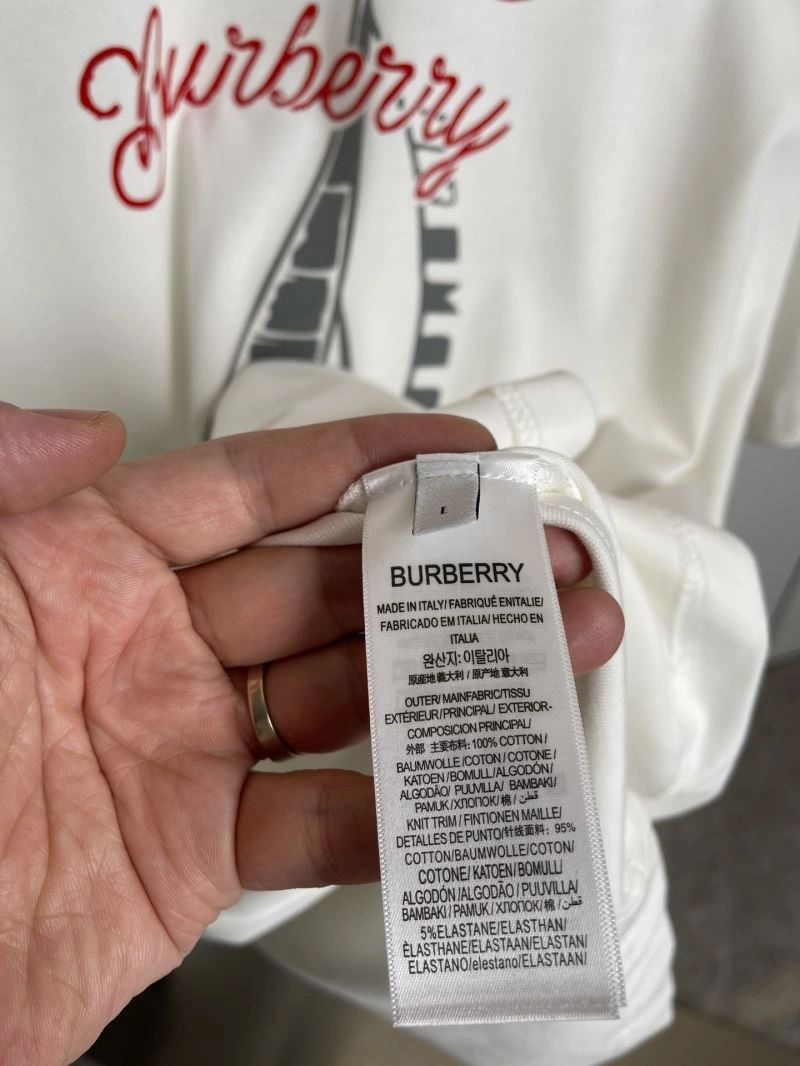 Burberry
L
BURBERRY
MADE IN ITALY/ FABRIQUÉ ENITALIE/
FABRICADO EM ITALIA/ HECHO EN
ITALIA
완산지: 이탈리아
原産地 義大利 / 原产地 意大利
OUTER/ MAINFABRIC/TISSU
EXTÉRIEUR/PRINCIPAL/ EXTERIOR-
COMPOSICION PRINCIPAL/
外部 主要布料: 100% COTTON /
BAUMWOLLE /COTON / COTONE /
KATOEN /BOMULL/ ALGODÓN/
ALGODÃO/ PUUVILLA/ BAMBAKI/
PAMUK / ХЛОПОК/ 棉 / قطن
KNIT TRIM / FINTIONEN MAILLE/
DETALLES DE PUNTO/针线面料: 95%
COTTON/BAUMWOLLE/COTON/
COTONE/ KATOEN/ BOMULL/
ALGODÓN /ALGODÃO / PUUVILLA/
BAMBAKI / PAMUK / ХЛОПОК/ 棉 / قطن
5%ELASTANE/ELASTHAN/
ÈLASTHANE/ELASTAAN/ELASTAN/
ELASTANO/elestano/ELASTAAN/